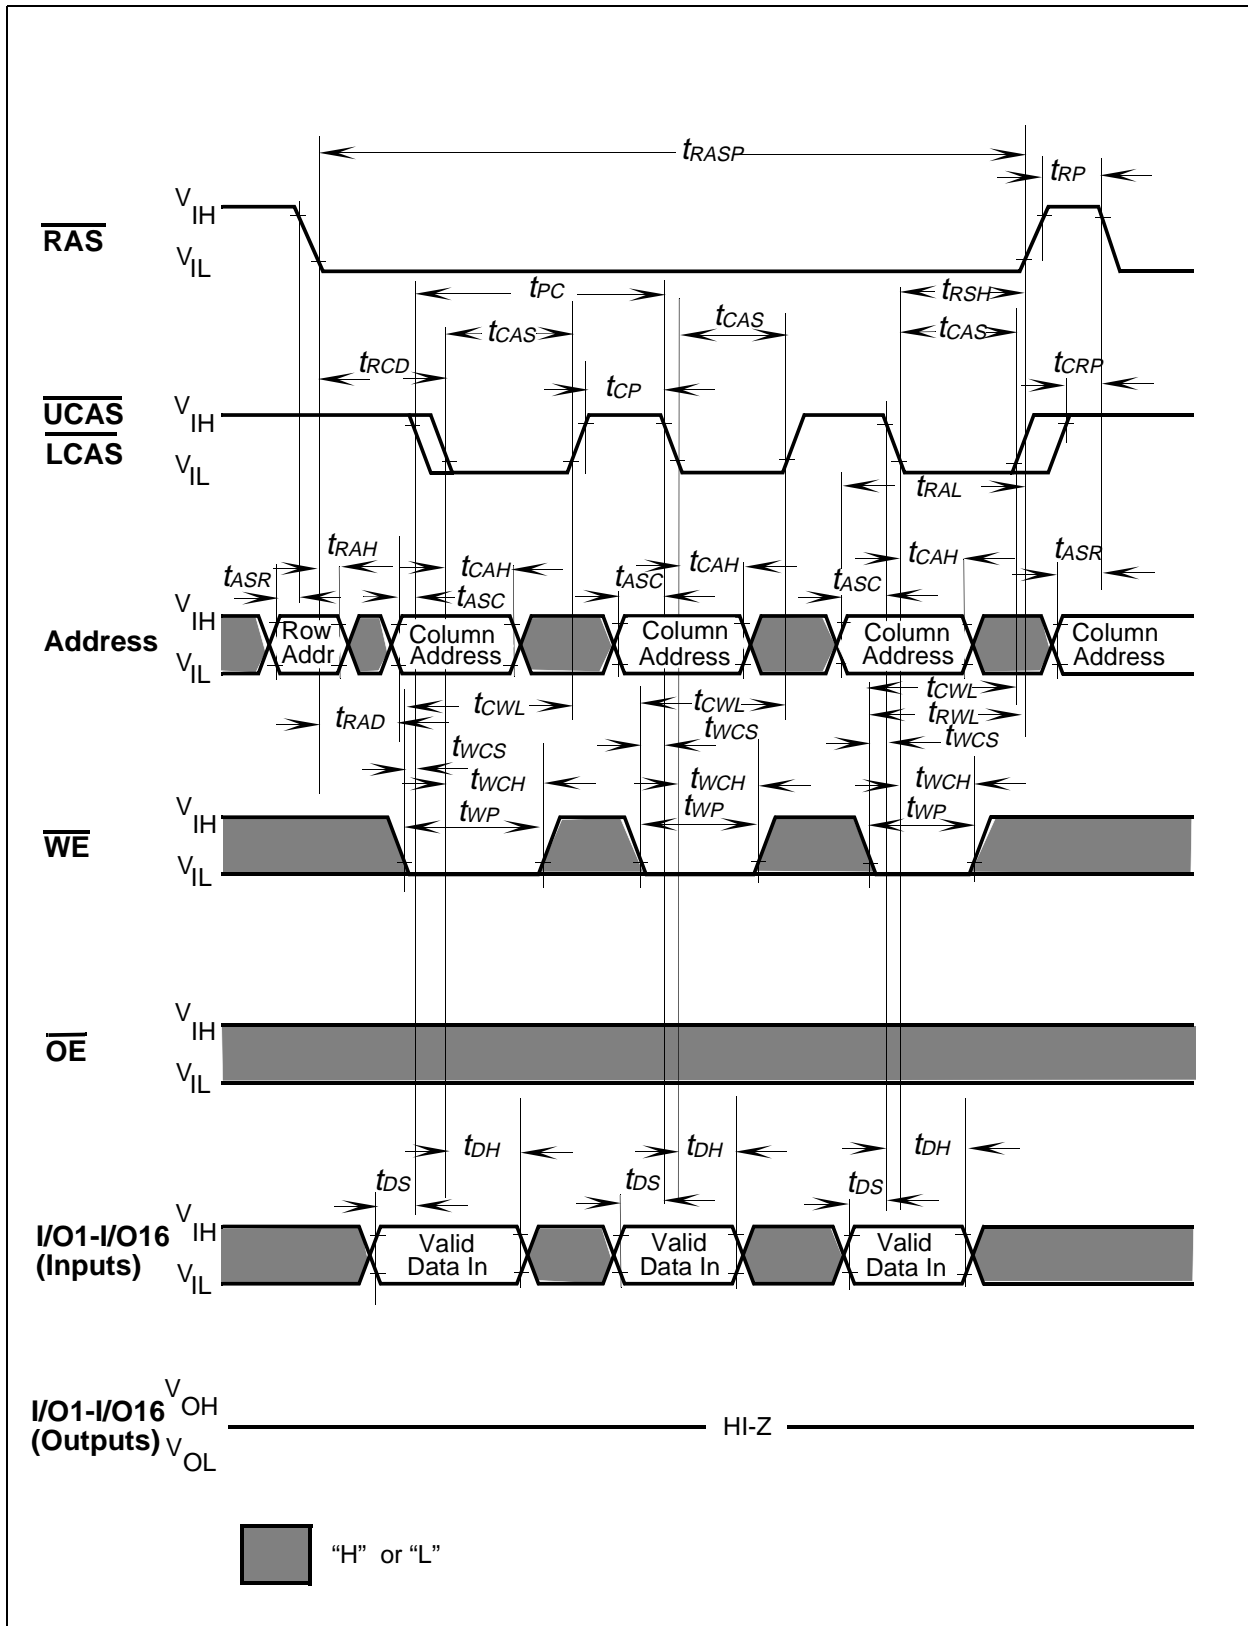 tRASP
tRP
VIH
RAS
VIL
tPC
tRSH
tCAS
tCAS
tCAS
tRCD
tCRP
tCP
VIH
UCAS
LCAS
VIL
tRAL
tRAH
tCAH
tCAH
tCAH
tASR
tASR
tASC
tASC
tASC
VIH
Address
VIL
Row Addr
Column Address
Column Address
Column Address
Column Address
tCWL
tCWL
tCWL
tRAD
tRWL
tWCS
tWCS
tWCS
tWCH
tWCH
tWCH
tWP
tWP
tWP
VIH
WE
VIL
VIH
OE
VIL
tDH
tDH
tDH
tDS
tDS
tDS
I/O1-I/O16
(Inputs)
VIH
VIL
Valid Data In
Valid Data In
Valid Data In
I/O1-I/O16
(Outputs)
VOH
VOL
HI-Z
“H” or “L”